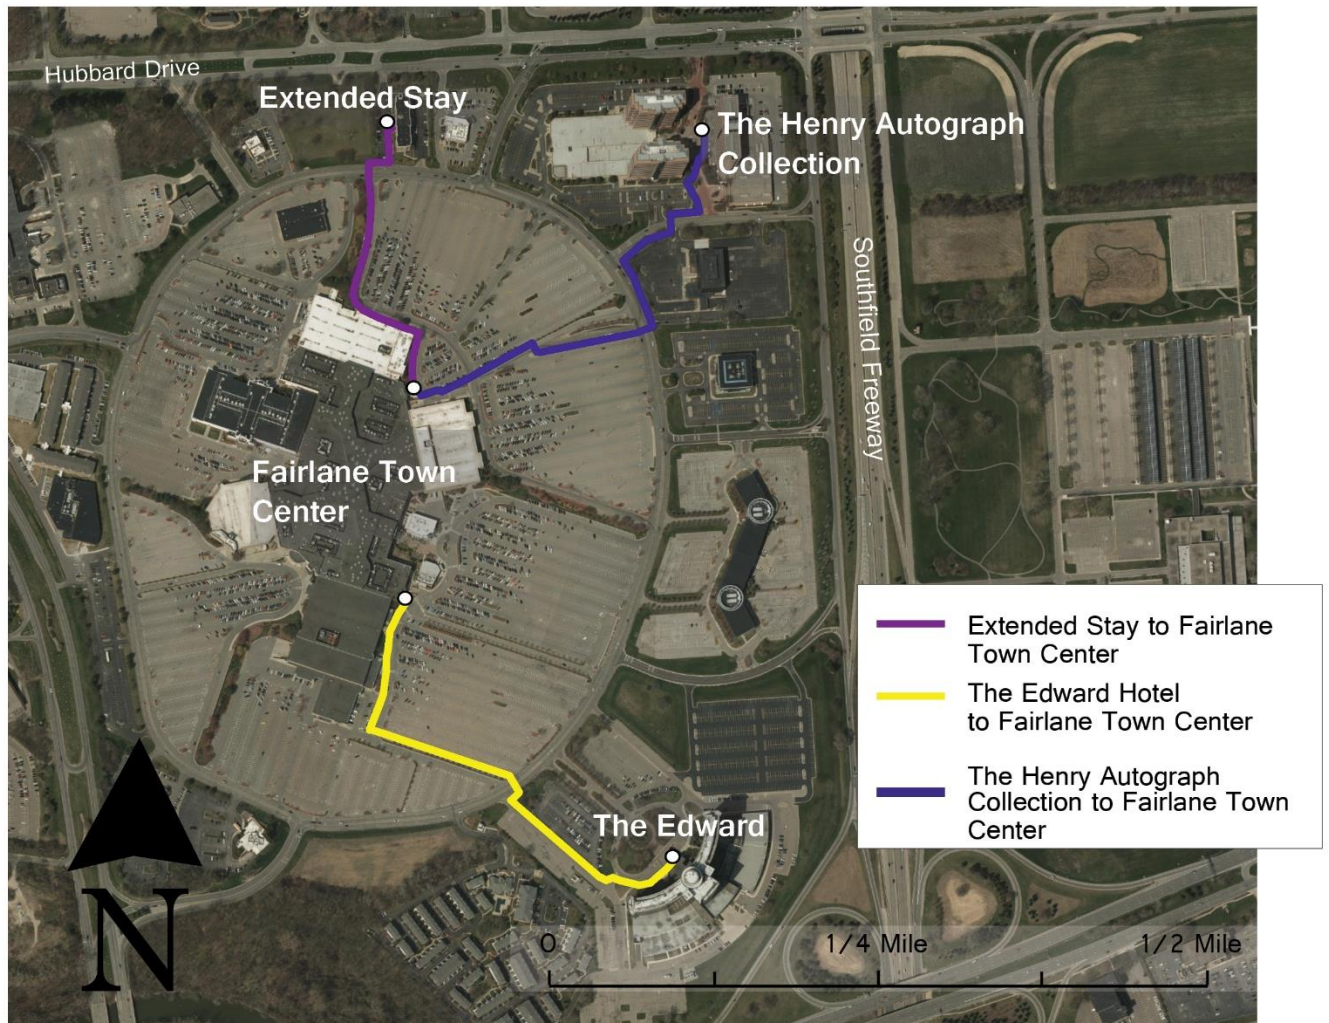 Hubbard Drive
Extended Stay
The Henry Autograph
Collection
Southfield Freeway
Fairlane Town
Center
Extended Stay to Fairlane
Town Center
The Edward Hotel
to Fairlane Town Center
The Henry Autograph
Collection to Fairlane Town
Center
The Edward
N
0
1/4 Mile
1/2 Mile